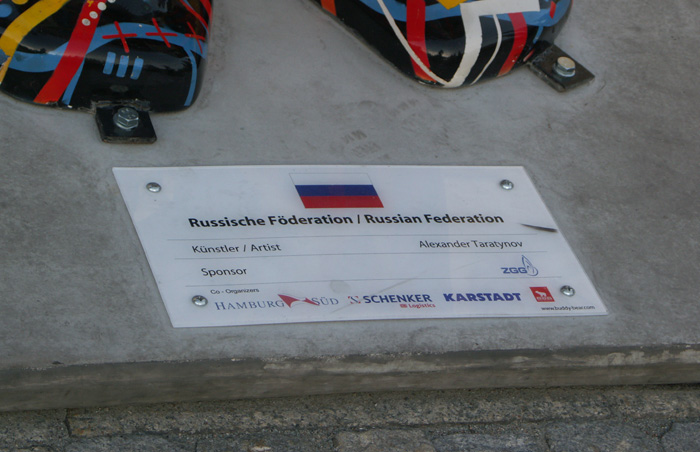 Russische Föderation / Russian Federation
Künstler / Artist Alexander Taratynov
Sponsor ZGG
Co - Organizers
HAMBURG SÜD SCHENKER Logistics KARSTADT
www.buddy-bear.com